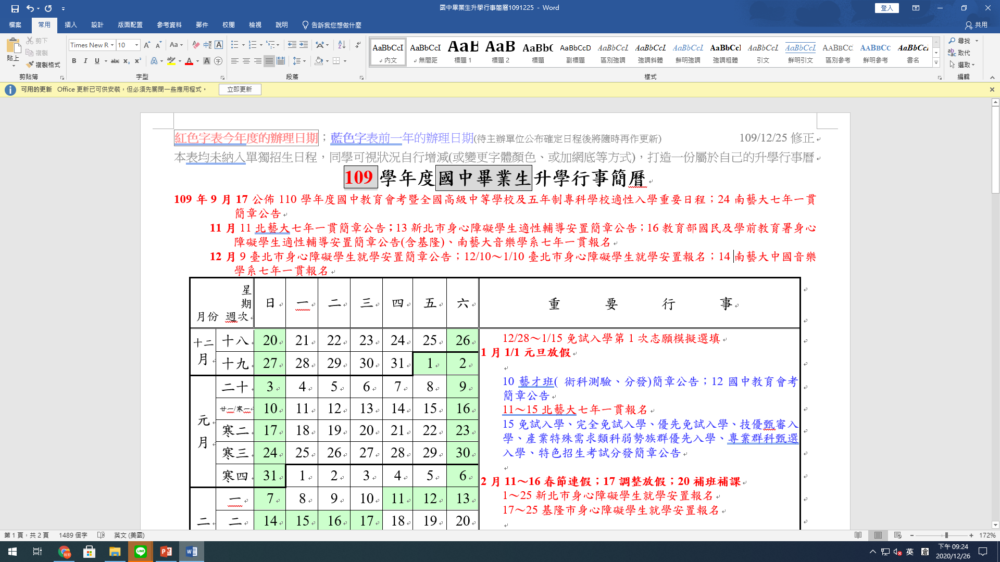 國中畢業生升學行事簡曆1091225 - Word
登入
檔案 常用 插入 設計 版面配置 參考資料 郵件 校閱 檢視 說明 告訴我您想做什麼 共用
貼上 剪下 複製 複製格式
Times New R 10
AaBbCcI AaBbCcI AaB AaB AaBb( AaBbCcD AaBbCcL AaBbCcL AaBbCcL AaBbCcI AaBbCcL AaBbCcL AABBCC AABBCC AaBbCcL
內文 無間距 標題 1 標題 2 標題 副標題 區別強調 強調斜體 鮮明強調 強調粗體 引文 鮮明引文 區別參考 鮮明參考 書名
尋找 取代 選取
剪貼簿 字型 段落 樣式 編輯
可用的更新 Office 更新已可供安裝，但必須先關閉一些應用程式。 立即更新
紅色字表今年度的辦理日期；藍色字表前一年的辦理日期(待主辦單位公布確定日程後將隨時再作更新) 109/12/25 修正
本表均未納入單獨招生日程，同學可視狀況自行增減(或變更字體顏色、或加網底等方式)，打造一份屬於自己的升學行事曆
109 學年度國中畢業生升學行事簡曆
109 年 9 月 17 公佈 110 學年度國中教育會考暨全國高級中等學校及五年制專科學校適性入學重要日程；24 南藝大七年一貫
簡章公告
11 月 11 北藝大七年一貫簡章公告；13 新北市身心障礙學生適性輔導安置簡章公告；16 教育部國民及學前教育署身心
障礙學生適性輔導安置簡章公告(含基隆)、南藝大音樂學系七年一貫報名
12 月 9 臺北市身心障礙學生就學安置簡章公告；12/10～1/10 臺北市身心障礙學生就學安置報名；14 南藝大中國音樂
學系七年一貫報名
星期 月份 週次 日 一 二 三 四 五 六 重要行事
十二月 十八 20 21 22 23 24 25 26
十九 27 28 29 30 31 1 2
元月 二十 3 4 5 6 7 8 9
廿一/寒一 10 11 12 13 14 15 16
寒二 17 18 19 20 21 22 23
寒三 24 25 26 27 28 29 30
寒四 31 1 2 3 4 5 6
一 7 8 9 10 11 12 13
二 二 14 15 16 17 18 19 20
12/28～1/15 免試入學第 1 次志願模擬選填
1 月 1/1 元旦放假
10 藝才班( 術科測驗、分發)簡章公告；12 國中教育會考
簡章公告
11～15 北藝大七年一貫報名
15 免試入學、完全免試入學、優先免試入學、技優甄審入
學、產業特殊需求類科弱勢族群優先入學、專業群科甄選
入學、特色招生考試分發簡章公告
2 月 11～16 春節連假；17 調整放假；20 補班補課
1～25 新北市身心障礙學生就學安置報名
17～25 基隆市身心障礙學生就學安置報名
第 1 頁，共 2 頁 1489 個字 英文 (美國) 172%
英 下午 09:24
2020/12/26